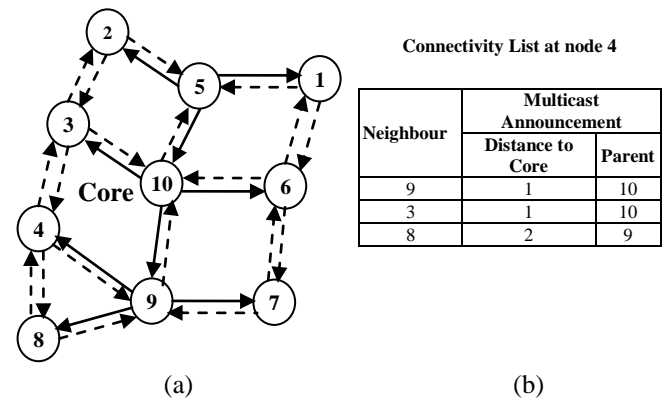 2
5
1
3
Core
10
6
4
9
7
8
(a)
Connectivity List at node 4
Neighbour
Multicast
Announcement
Distance to
Core
Parent
9 1 10
3 1 10
8 2 9
(b)